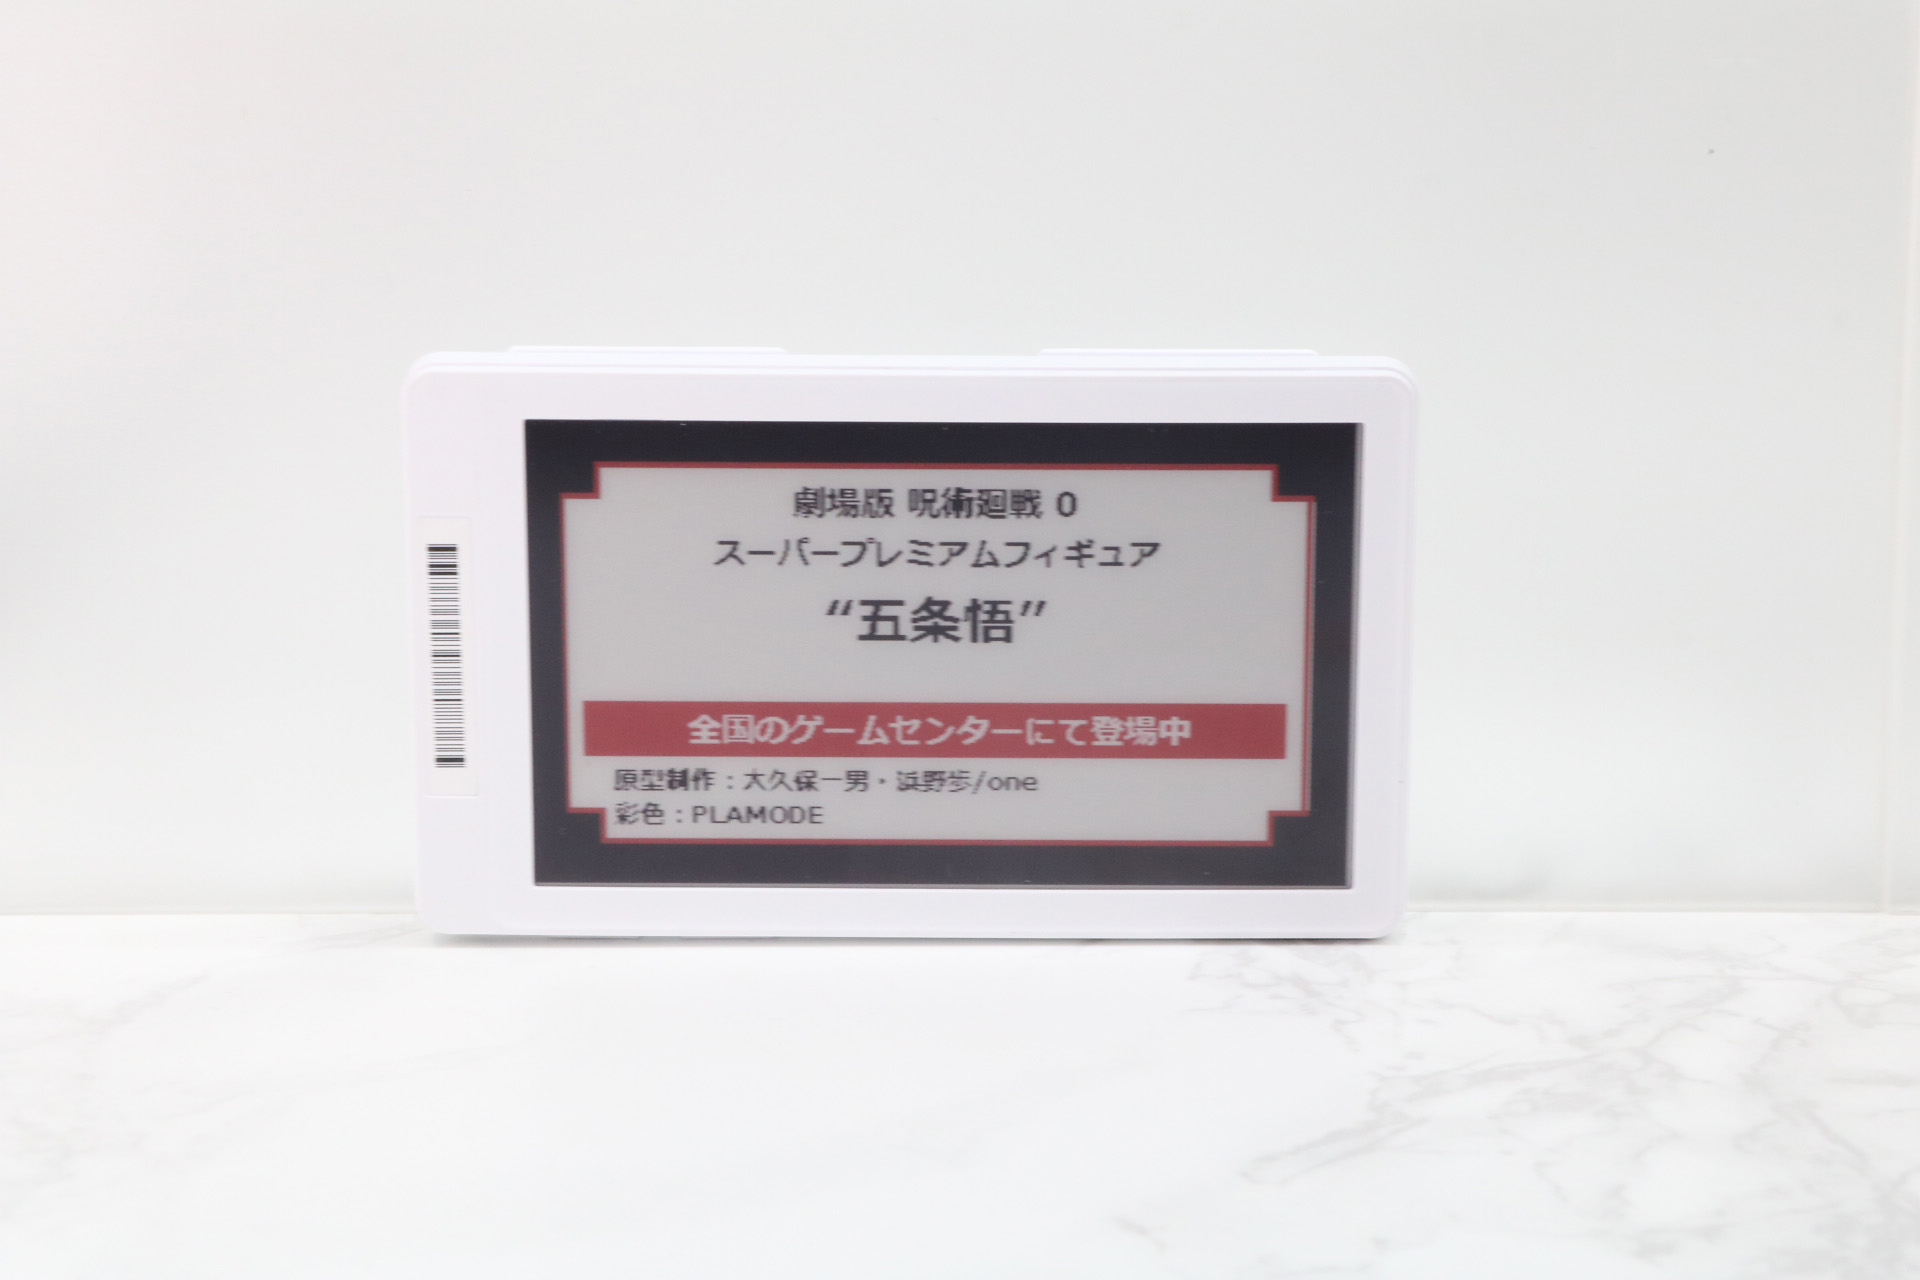 劇場版 呪術廻戦 0
スーパープレミアムフィギュア
“五条悟”
全国のゲームセンターにて登場中
原型制作：大久保一男・浜野歩/one
彩色：PLAMODE